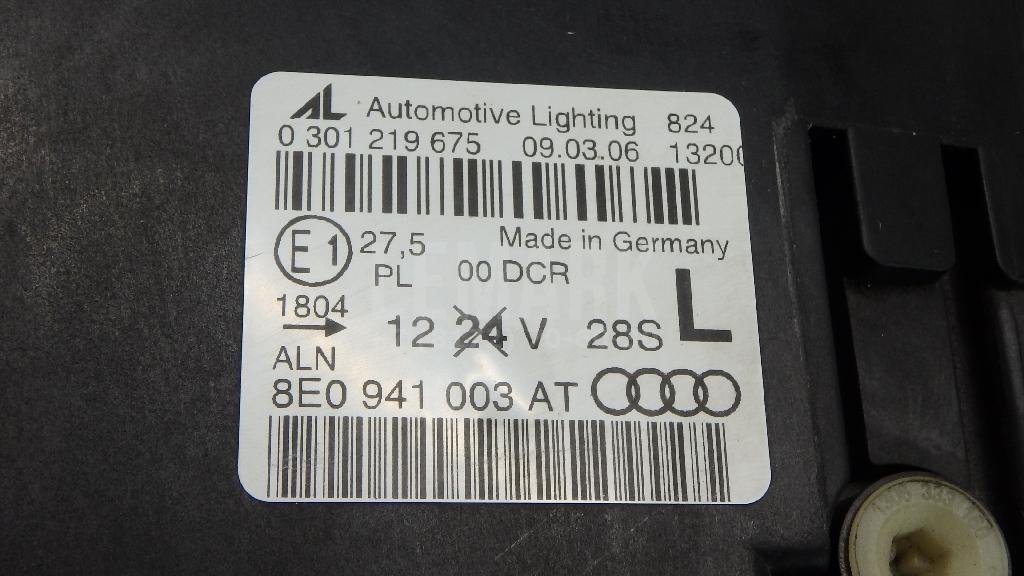 AL Automotive Lighting 824
0 301 219 675 09.03.06 1320
E1 27,5 Made in Germany
PL 00 DCR
1804
12 24 V 28S L
ALN
8E0 941 003 AT